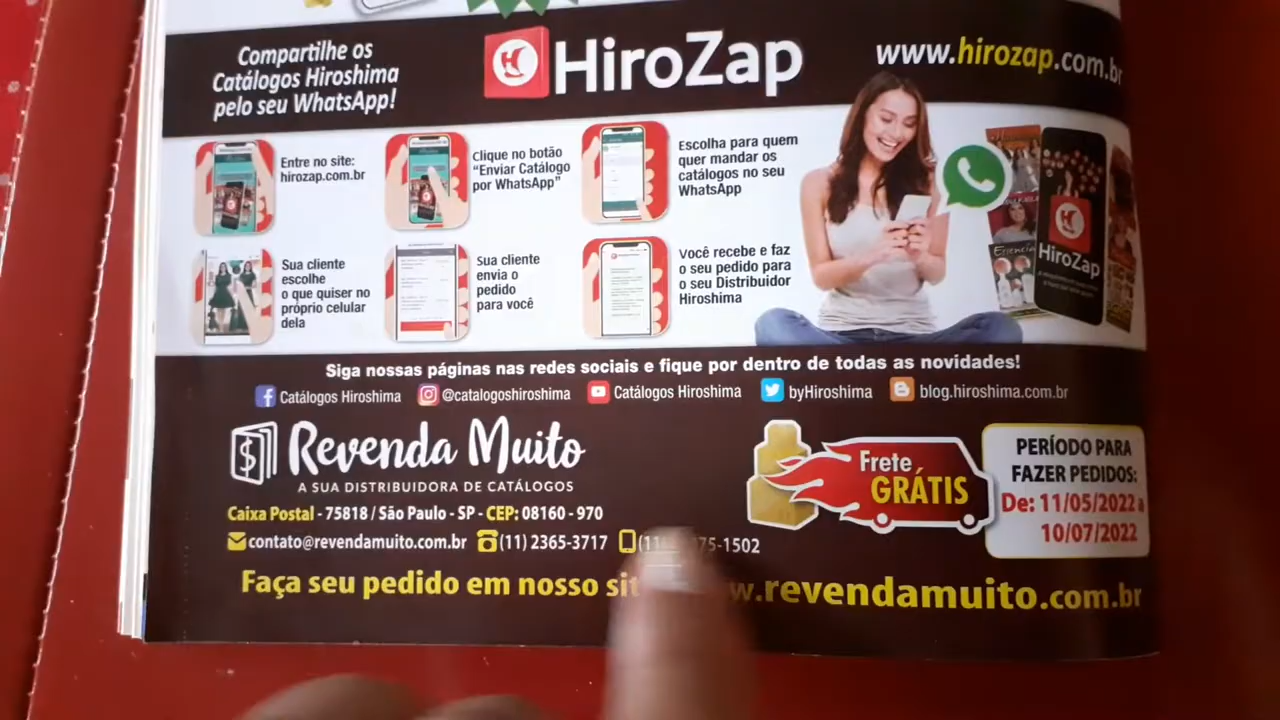 Compartilhe os
Catálogos Hiroshima
pelo seu WhatsApp!
HiroZap
www.hirozap.com.br
Entre no site:
hirozap.com.br
Clique no botão
"Enviar Catálogo
por WhatsApp"
Escolha para quem
quer mandar os
catálogos no seu
WhatsApp
Sua cliente
escolhe
o que quiser no
próprio celular
dela
Sua cliente
envia o
pedido
para você
Você recebe e faz
o seu pedido para
o seu Distribuidor
Hiroshima
HiroZap
Siga nossas páginas nas redes sociais e fique por dentro de todas as novidades!
Catálogos Hiroshima @catalogoshiroshima Catálogos Hiroshima byHiroshima blog.hiroshima.com.br
Revenda Muito
A SUA DISTRIBUIDORA DE CATÁLOGOS
Caixa Postal - 75818 / São Paulo - SP - CEP: 08160 - 970
contato@revendamuito.com.br (11) 2365-3717 75-1502
Faça seu pedido em nosso
w.revendamuito.com.br
Frete
GRÁTIS
PERÍODO PARA
FAZER PEDIDOS:
De: 11/05/2022 a
10/07/2022